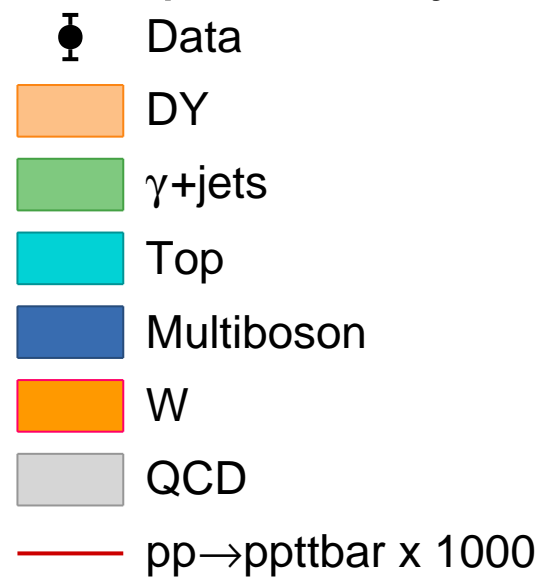 Data
DY
γ+jets
Top
Multiboson
W
QCD
pp→ppttbar x 1000